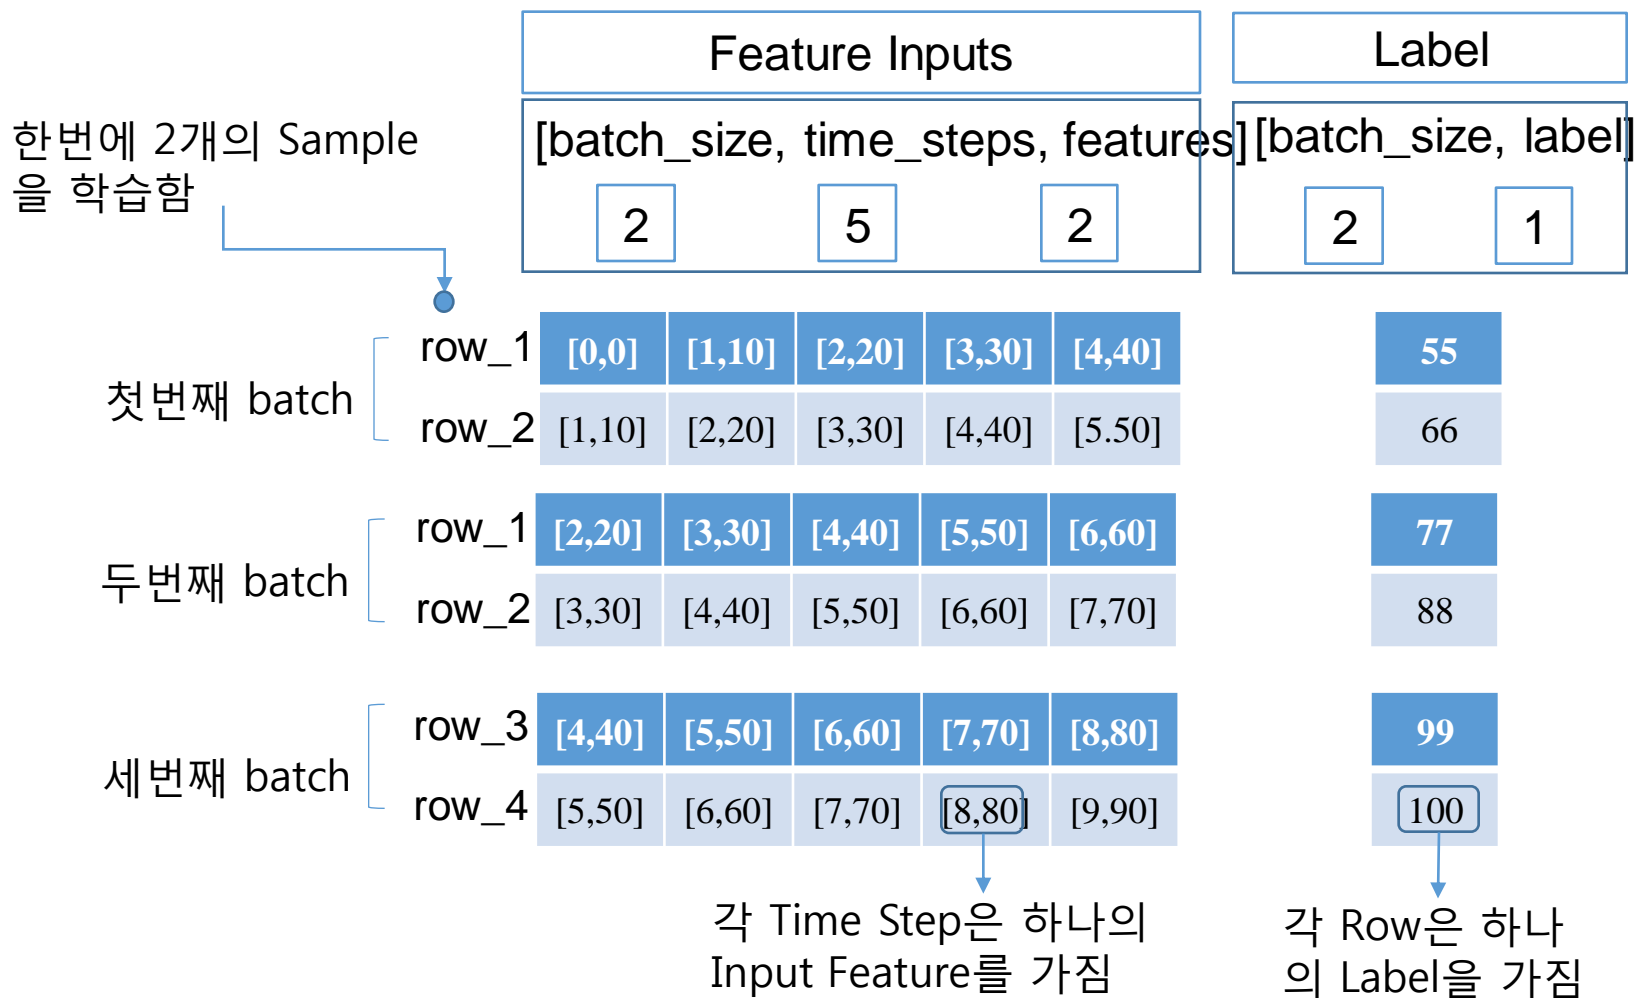 Feature Inputs
Label
[batch_size, time_steps, features]
[batch_size, label]
2 5 2
2 1
한번에 2개의 Sample
을 학습함
첫번째 batch
row_1 [0,0] [1,10] [2,20] [3,30] [4,40] 55
row_2 [1,10] [2,20] [3,30] [4,40] [5.50] 66
두번째 batch
row_1 [2,20] [3,30] [4,40] [5,50] [6,60] 77
row_2 [3,30] [4,40] [5,50] [6,60] [7,70] 88
세번째 batch
row_3 [4,40] [5,50] [6,60] [7,70] [8,80] 99
row_4 [5,50] [6,60] [7,70] [8,80] [9,90] 100
각 Time Step은 하나의
Input Feature를 가짐
각 Row은 하나
의 Label을 가짐